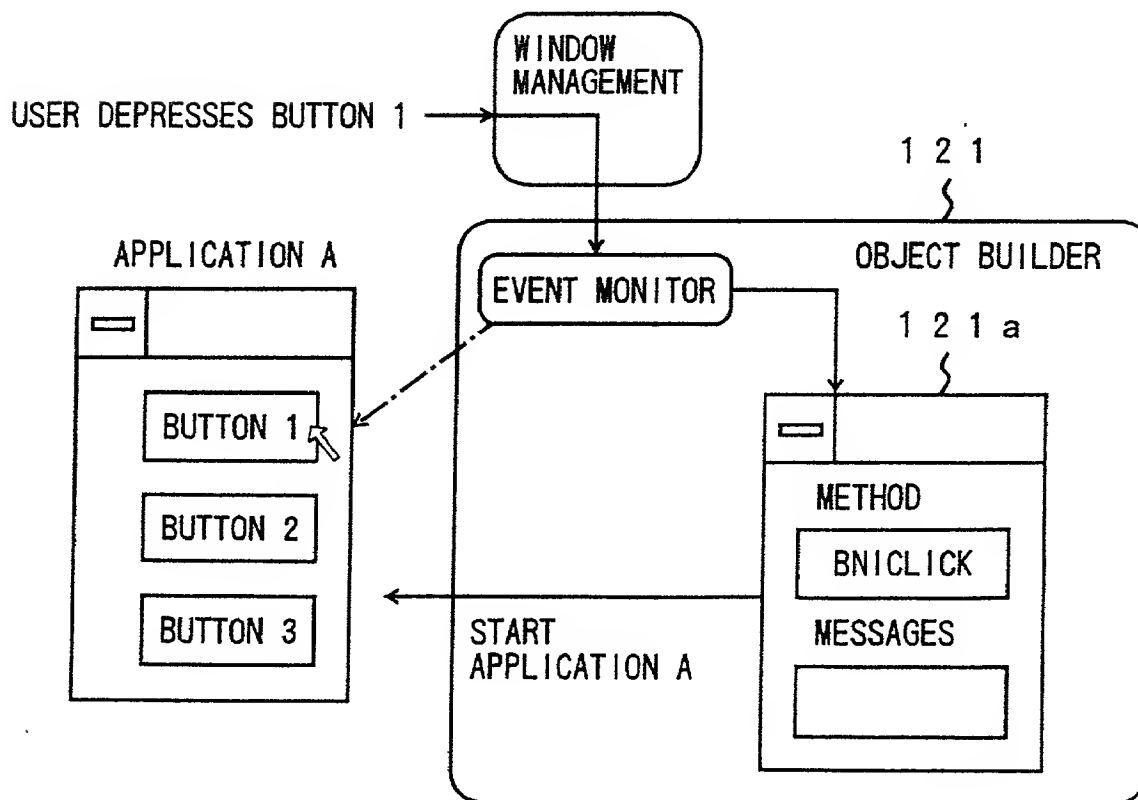 WINDOW
MANAGEMENT
USER DEPRESSES BUTTON 1
121
APPLICATION A
OBJECT BUILDER
EVENT MONITOR
121a
BUTTON 1
METHOD
BUTTON 2
BNICLICK
BUTTON 3
START
APPLICATION A
MESSAGES